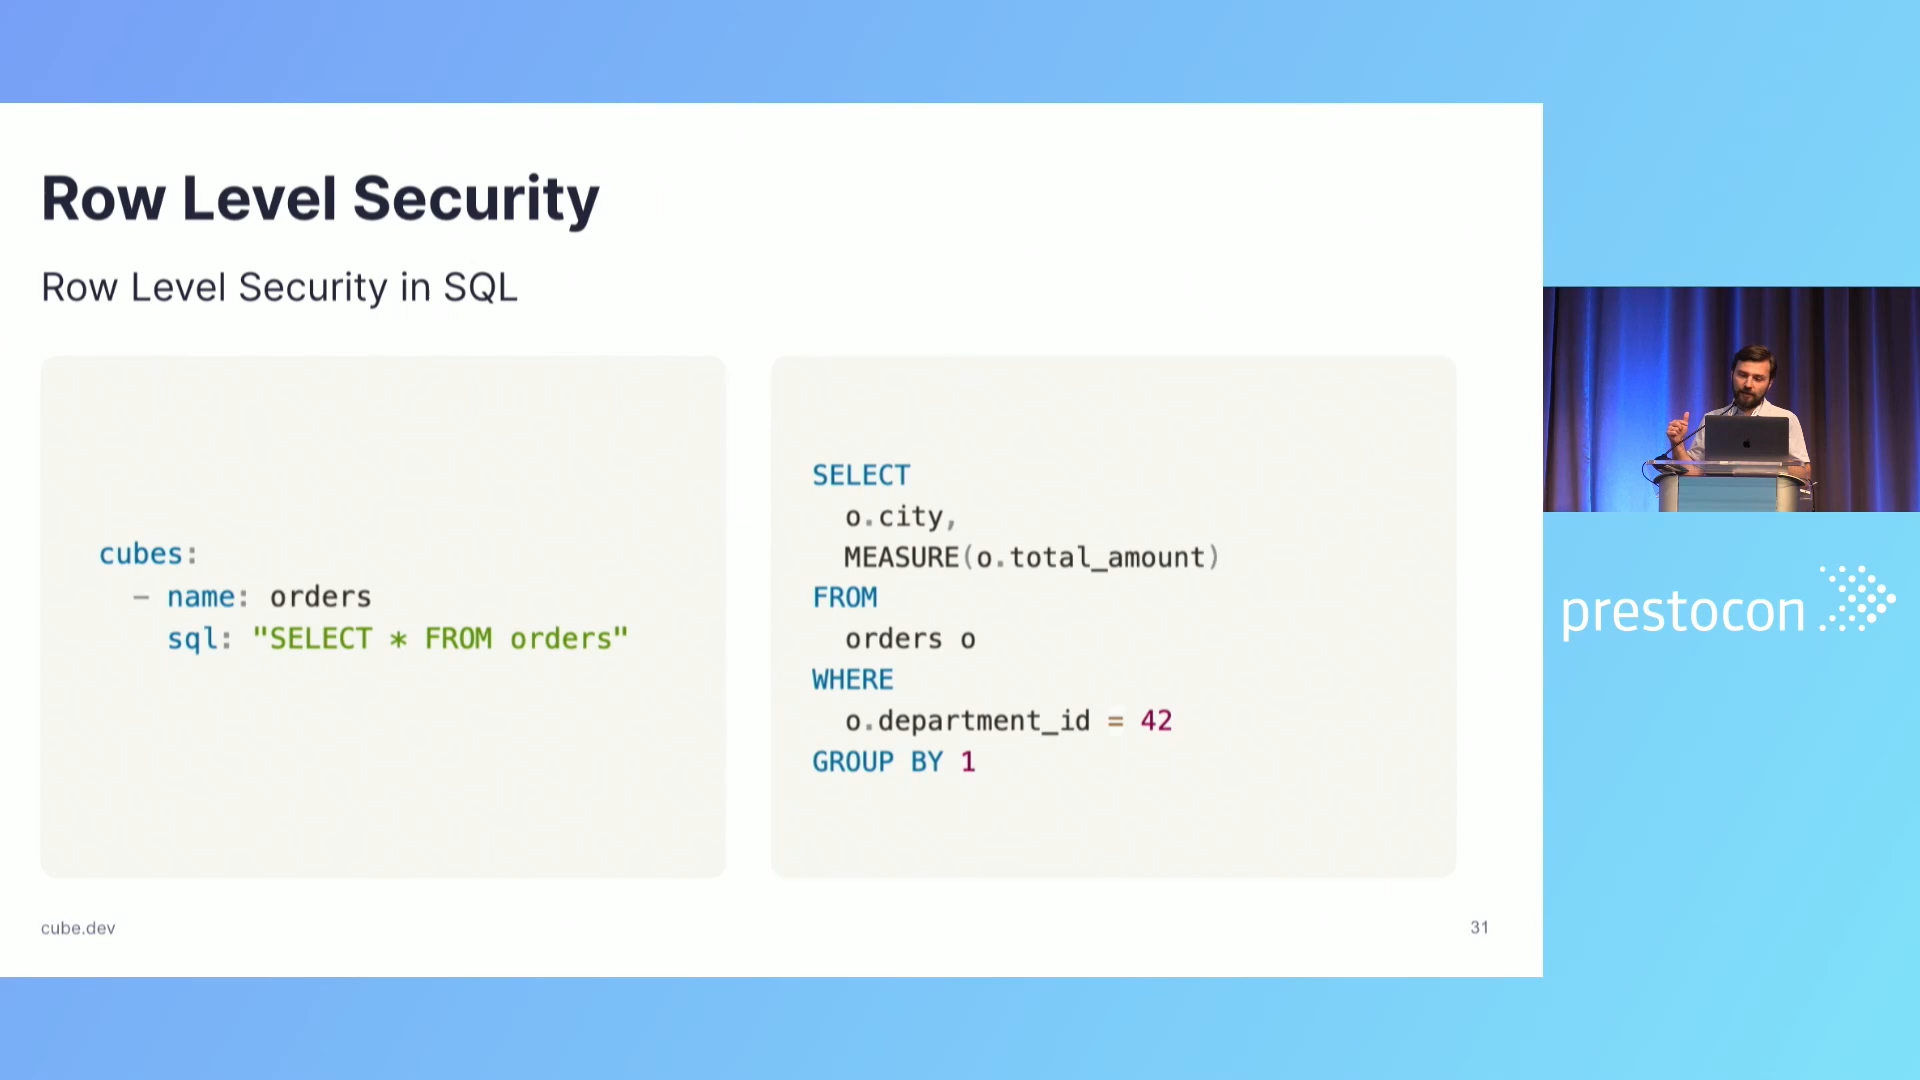 Row Level Security
Row Level Security in SQL
cubes:
  – name: orders
    sql: "SELECT * FROM orders"
SELECT
  o.city,
  MEASURE(o.total_amount)
FROM
  orders o
WHERE
  o.department_id = 42
GROUP BY 1
cube.dev
31
prestocon